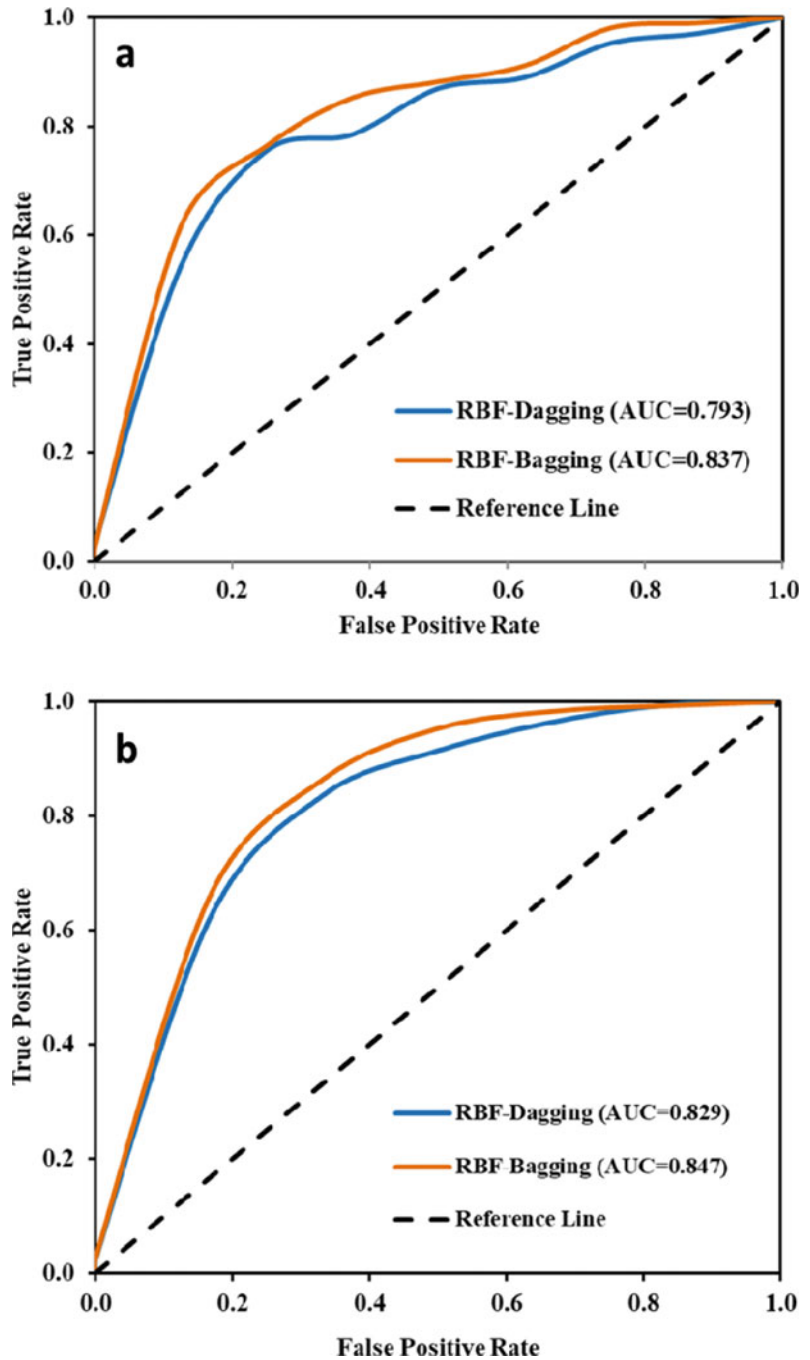 a
1.0
0.8
0.6
0.4
0.2
0.0
True Positive Rate
RBF-Dagging (AUC=0.793)
RBF-Bagging (AUC=0.837)
Reference Line
0.0 0.2 0.4 0.6 0.8 1.0
False Positive Rate
b
1.0
0.8
0.6
0.4
0.2
0.0
True Positive Rate
RBF-Dagging (AUC=0.829)
RBF-Bagging (AUC=0.847)
Reference Line
0.0 0.2 0.4 0.6 0.8 1.0
False Positive Rate